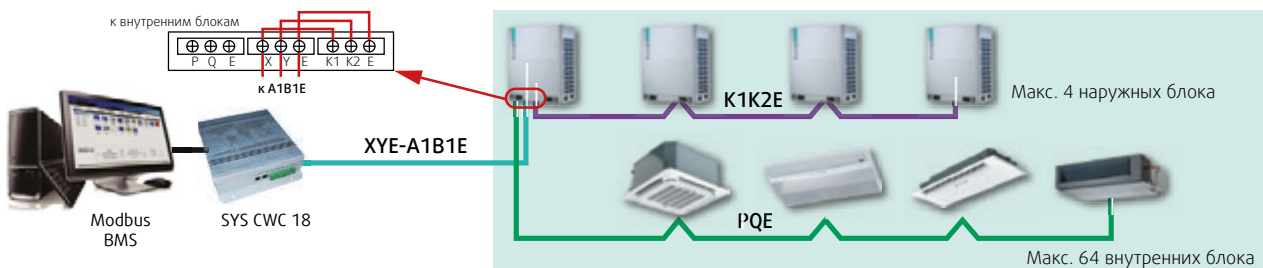 к внутренним блокам
P Q E X Y E K1 K2 E
к A1B1E
K1K2E
Макс. 4 наружных блока
XYE-A1B1E
Modbus
BMS
SYS CWC 18
PQE
Макс. 64 внутренних блока